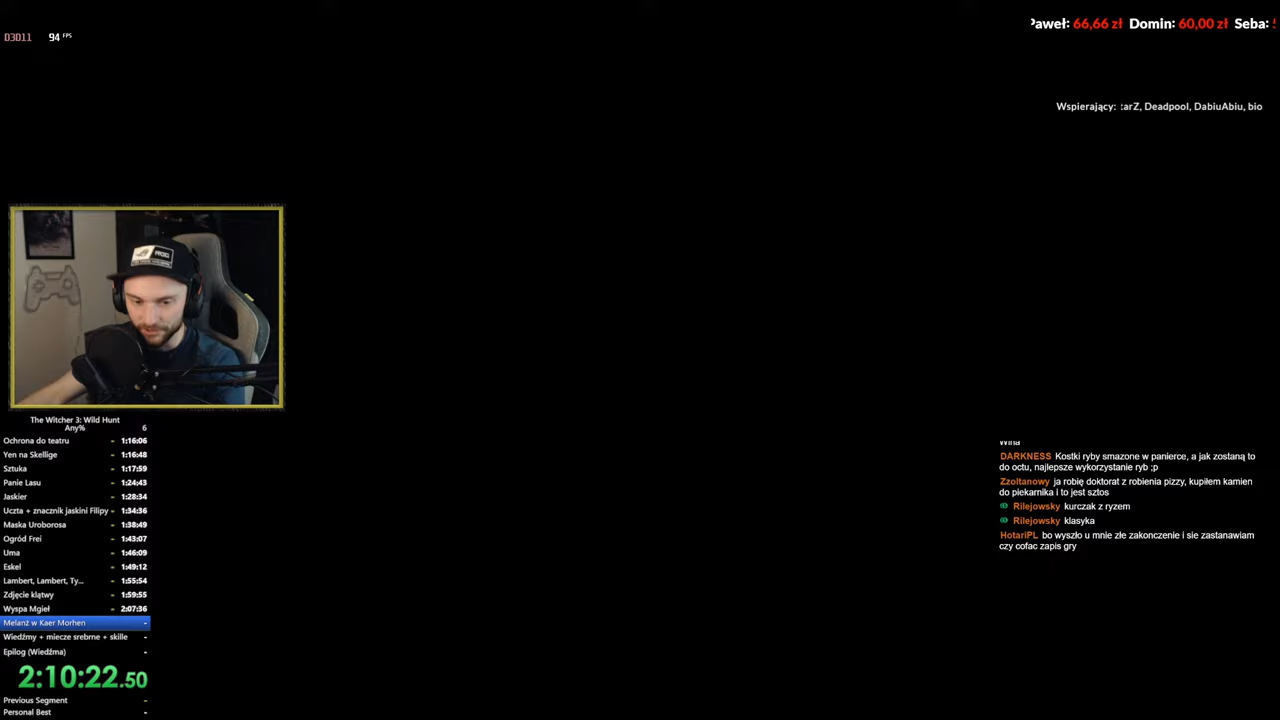 D3D11 94 FPS
Paweł: 66,66 zł Domin: 60,00 zł Seba:
Wspierający: :arZ, Deadpool, DabiuAbiu, bio
ROG
The Witcher 3: Wild Hunt
Any% 6
Ochrona do teatru - 1:16:06
Yen na Skellige - 1:16:48
Sztuka - 1:17:59
Panie Lasu - 1:24:43
Jaskier - 1:28:34
Uczta + znacznik jaskini Filipy - 1:34:36
Maska Uroborosa - 1:38:49
Ogród Frei - 1:43:07
Uma - 1:46:09
Eskel - 1:49:12
Lambert, Lambert, Ty... - 1:55:54
Zdjęcie klątwy - 1:59:55
Wyspa Mgieł - 2:07:36
Melanż w Kaer Morhen -
Wiedźmy + miecze srebrne + skille -
Epilog (Wiedźma) -
2:10:22.50
Previous Segment -
Personal Best -
DARKNESS Kostki ryby smazone w panierce, a jak zostaną to
do octu, najlepsze wykorzystanie ryb ;p
Zzoltanowy ja robię doktorat z robienia pizzy, kupiłem kamien
do piekarnika i to jest sztos
Rilejowsky kurczak z ryzem
Rilejowsky klasyka
HotariPL bo wyszło u mnie złe zakonczenie i sie zastanawiam
czy cofac zapis gry